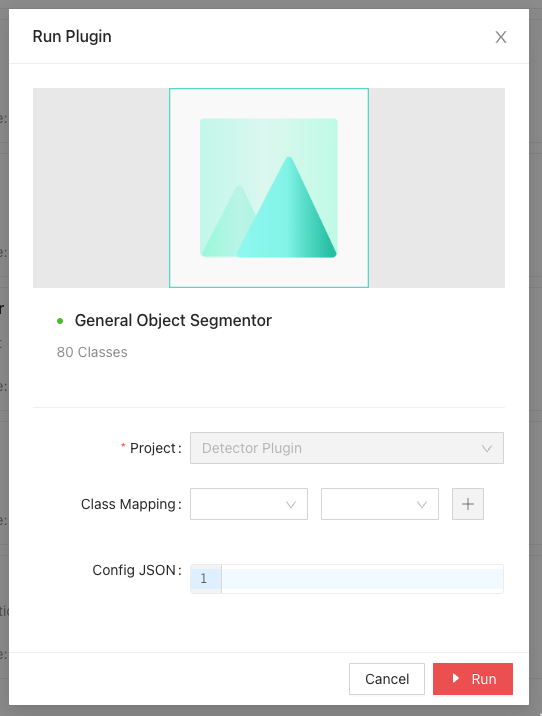 Run Plugin
General Object Segmentor
80 Classes
* Project:
Detector Plugin
Class Mapping:
Config JSON:
1
Cancel
Run